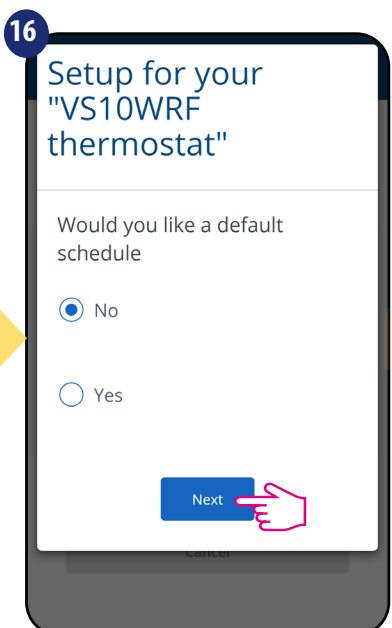 16
Setup for your
"VS10WRF
thermostat"
Would you like a default
schedule
No
Yes
Next
Cancel